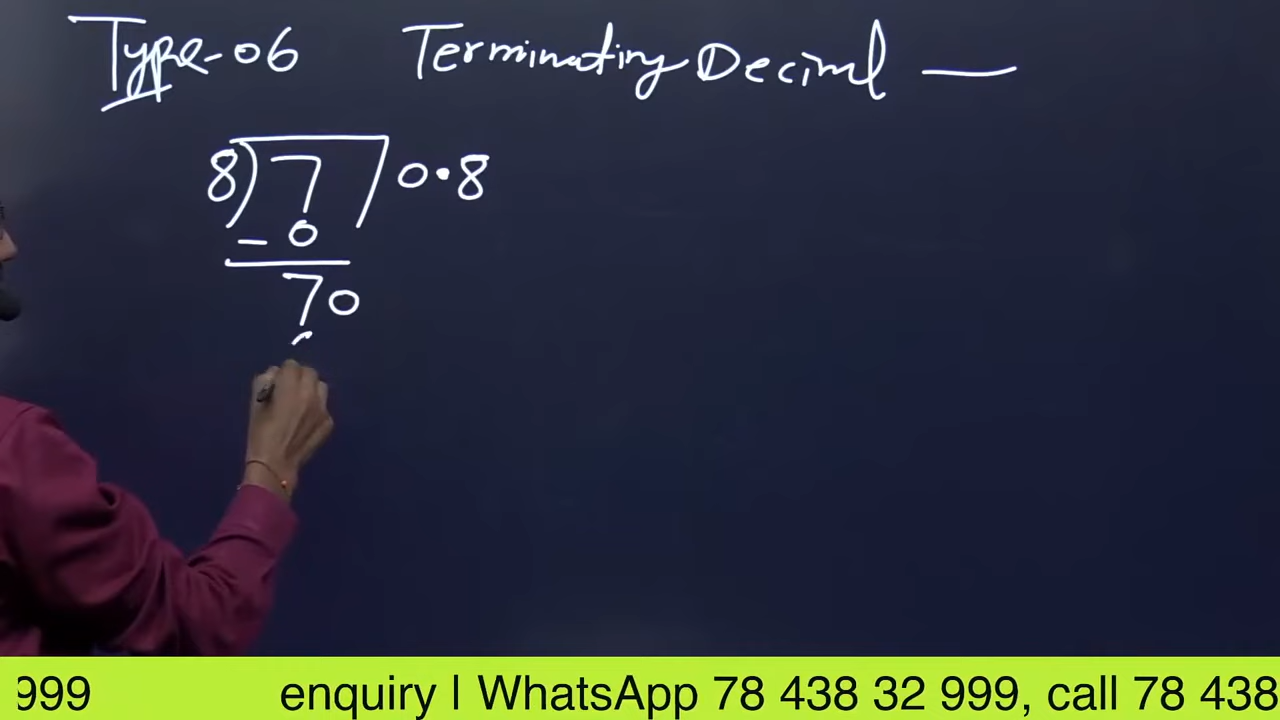 Type-06 Terminating Decimal —
8) 7 ) 0.8
- 0
70
999 enquiry | WhatsApp 78 438 32 999, call 78 438